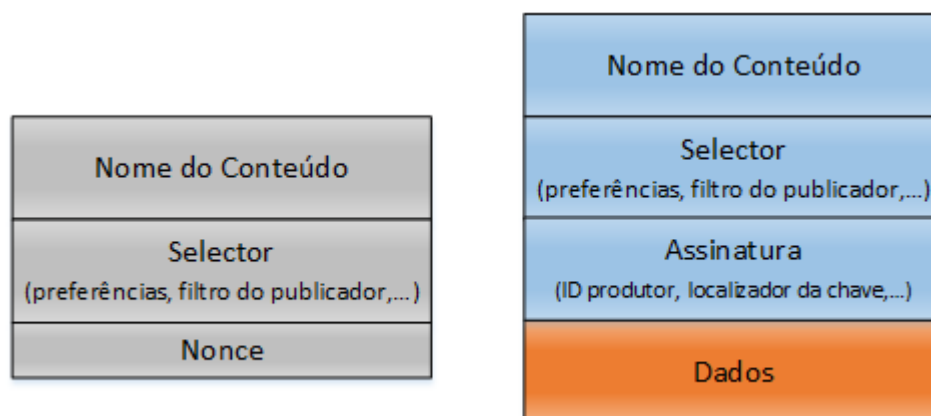 Nome do Conteúdo
Selector
(preferências, filtro do publicador,...)
Nonce
Nome do Conteúdo
Selector
(preferências, filtro do publicador,...)
Assinatura
(ID produtor, localizador da chave,...)
Dados